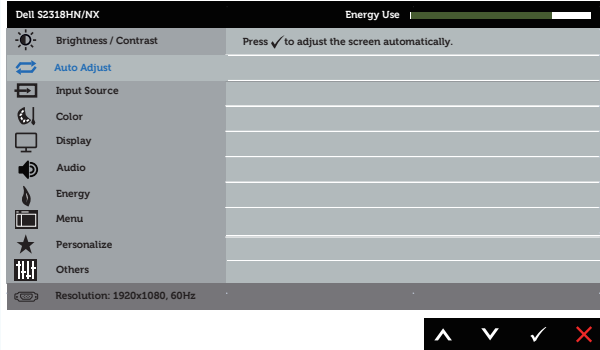 Dell S2318HN/NX Energy Use
Brightness / Contrast Press ✓ to adjust the screen automatically.
Auto Adjust
Input Source
Color
Display
Audio
Energy
Menu
Personalize
Others
Resolution: 1920x1080, 60Hz